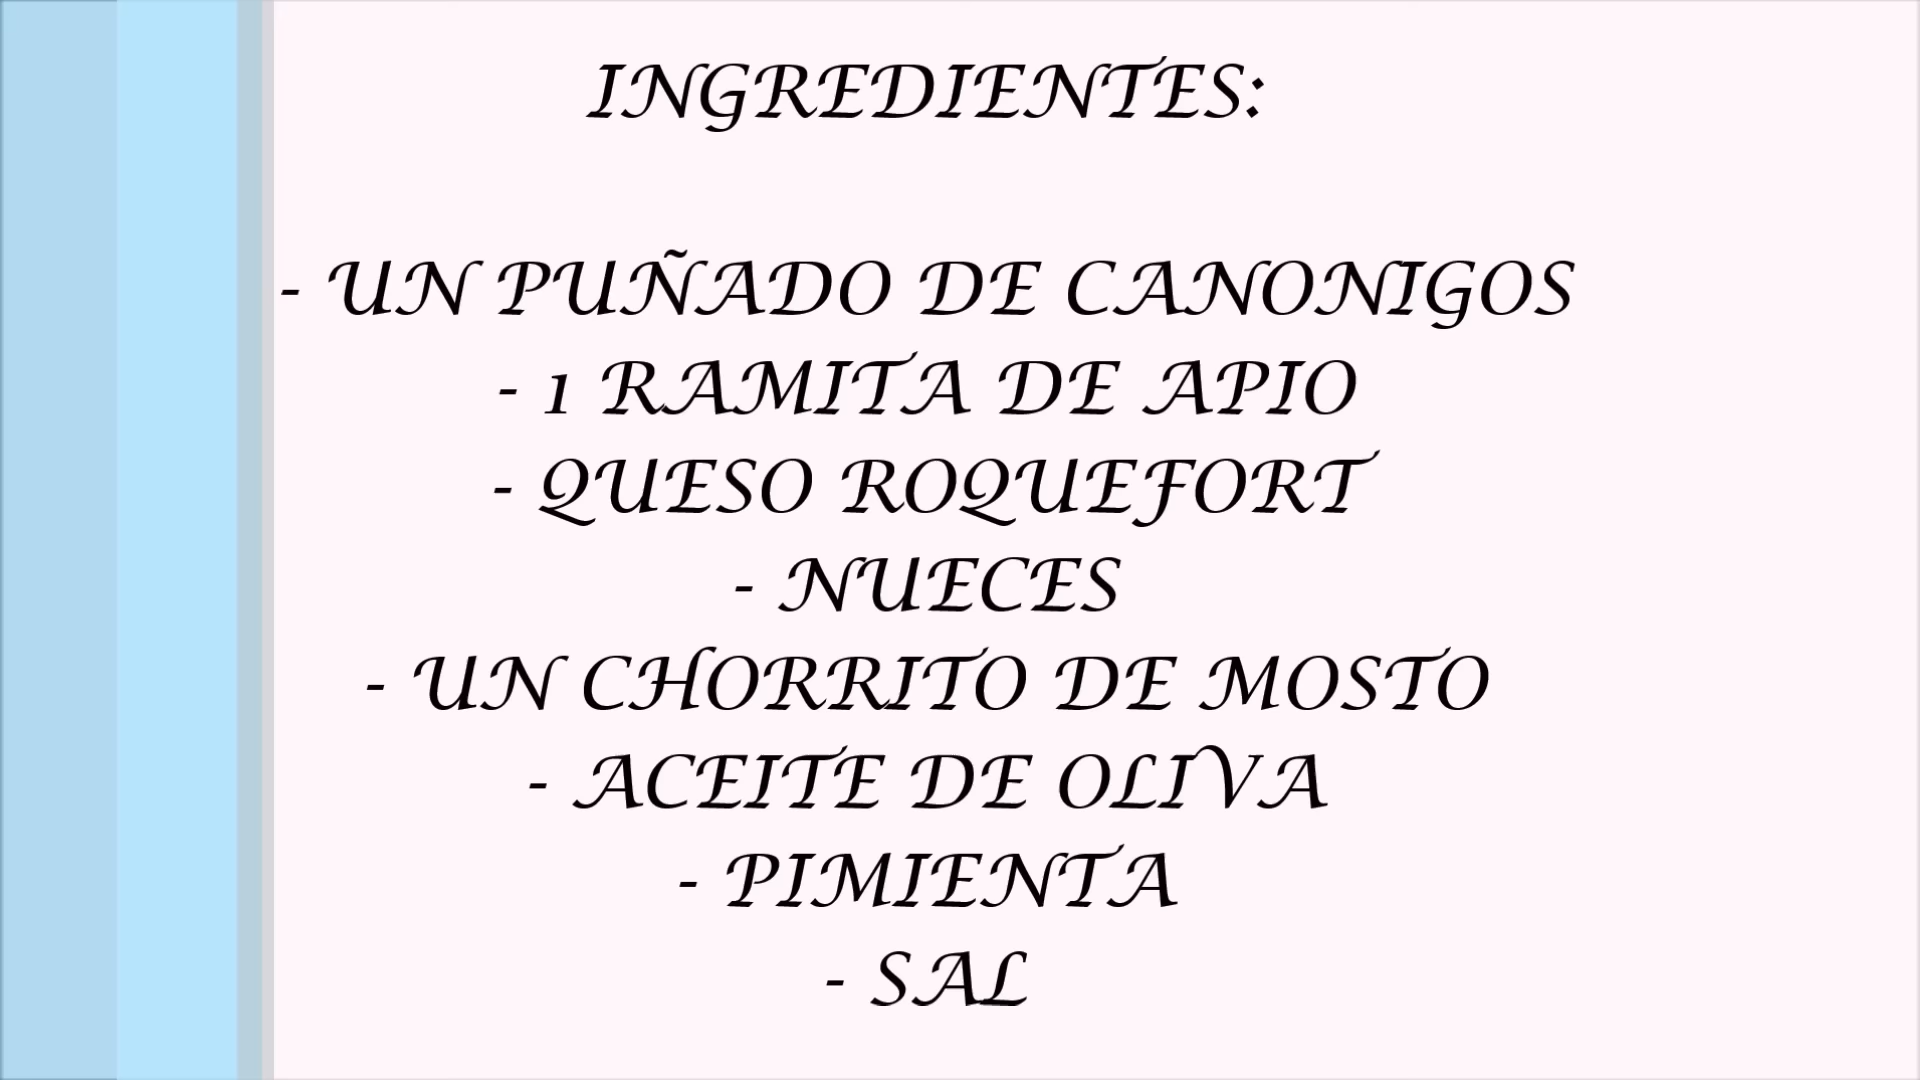 INGREDIENTES:
- UN PUÑADO DE CANONIGOS
- 1 RAMITA DE APIO
- QUESO ROQUEFORT
- NUECES
- UN CHORRITO DE MOSTO
- ACEITE DE OLIVA
- PIMIENTA
- SAL